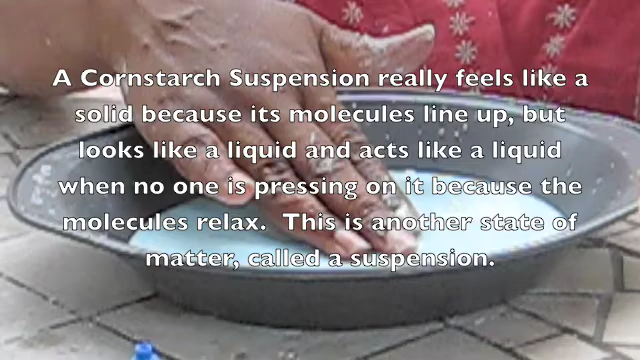 A Cornstarch Suspension really feels like a
solid because its molecules line up, but
looks like a liquid and acts like a liquid
when no one is pressing on it because the
molecules relax.  This is another state of
matter, called a suspension.